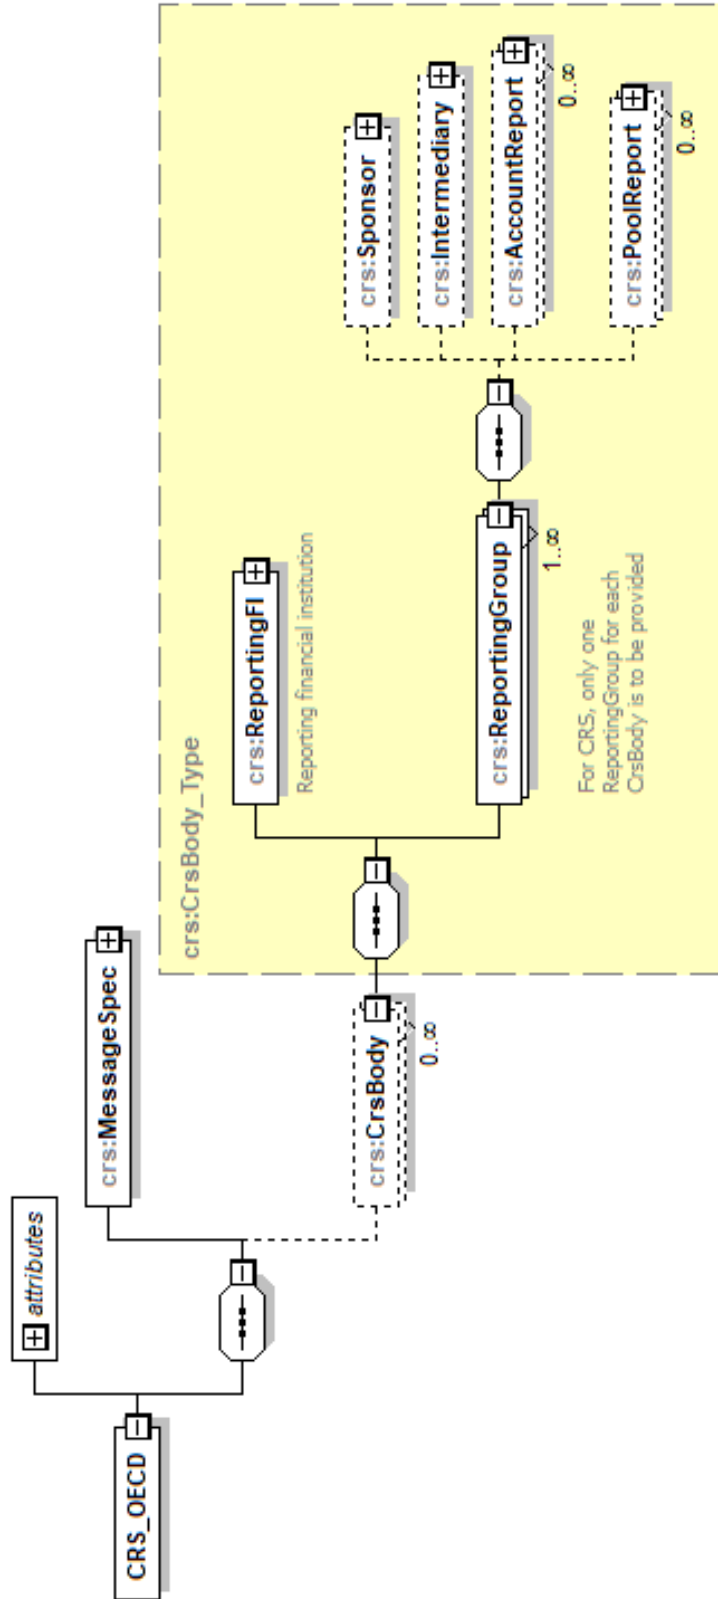 CRS_OECD
attributes
crs:MessageSpec
crs:CrsBody
0..∞
crs:CrsBody_Type
crs:ReportingFI
Reporting financial institution
crs:ReportingGroup
1..∞
For CRS, only one
ReportingGroup for each
CrsBody is to be provided
crs:Sponsor
crs:Intermediary
crs:AccountReport
0..∞
crs:PoolReport
0..∞